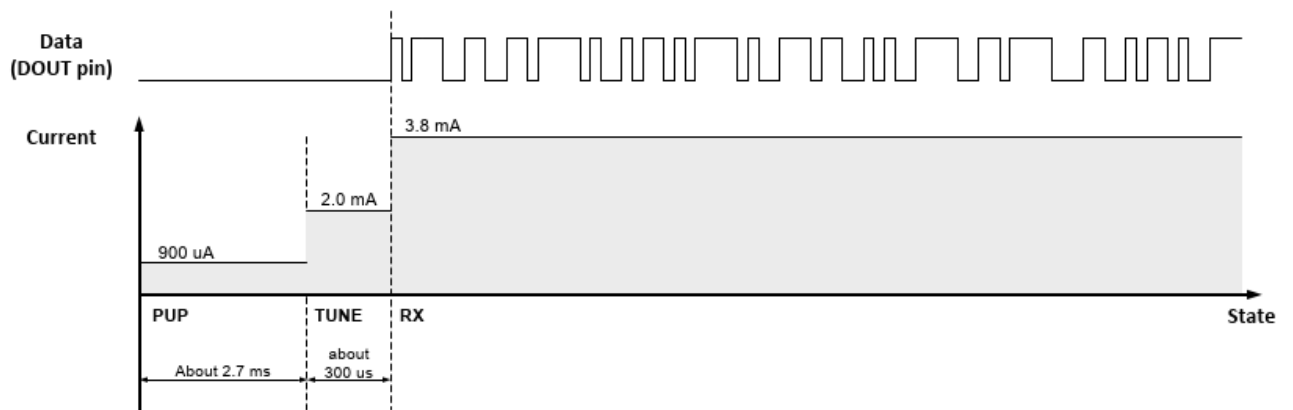 Data
(DOUT pin)
Current
3.8 mA
2.0 mA
900 uA
PUP
TUNE
RX
State
About 2.7 ms
about
300 us